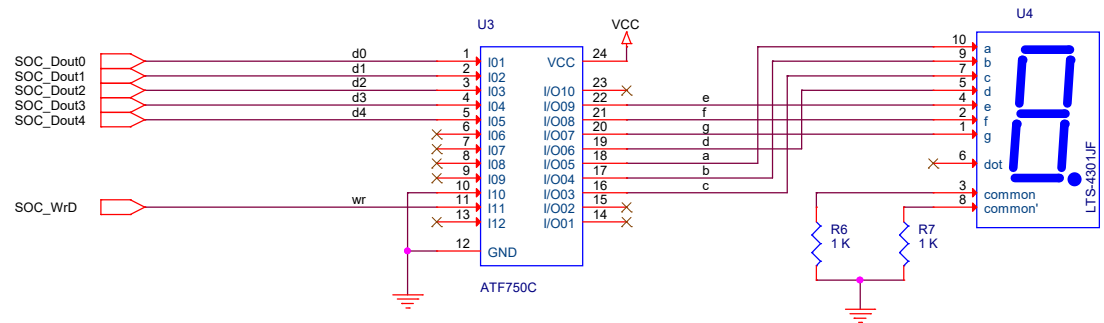 U3
VCC
U4
SOC_Dout0 d0 1 I01 VCC 24 10 a
SOC_Dout1 d1 2 I02 9 b
SOC_Dout2 d2 3 I03 I/O10 23 7 c
5 d
SOC_Dout3 d3 4 I04 I/O09 22 e 4 e
SOC_Dout4 d4 5 I05 I/O08 21 f 2 f
6 I06 I/O07 20 g 1 g
7 I07 I/O06 19 d
8 I08 I/O05 18 a 6 dot
9 I09 I/O04 17 b
10 I10 I/O03 16 c 3 common
SOC_WrD wr 11 I11 I/O02 15 8 common'
13 I12 I/O01 14
12 GND
ATF750C
R6
1 K
R7
1 K
LTS-4301JF